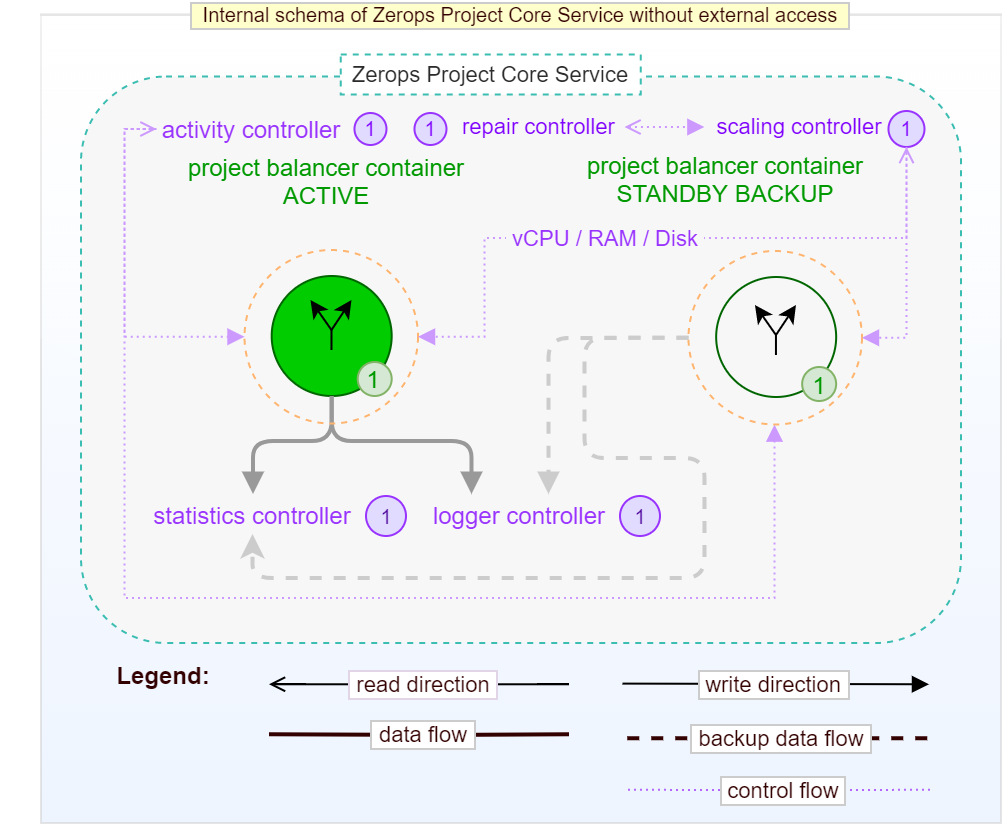 Internal schema of Zerops Project Core Service without external access
Zerops Project Core Service
activity controller 1 1 repair controller scaling controller 1
project balancer container
ACTIVE
project balancer container
STANDBY BACKUP
vCPU / RAM / Disk
1
1
statistics controller 1 logger controller 1
Legend:
read direction
write direction
data flow
backup data flow
control flow